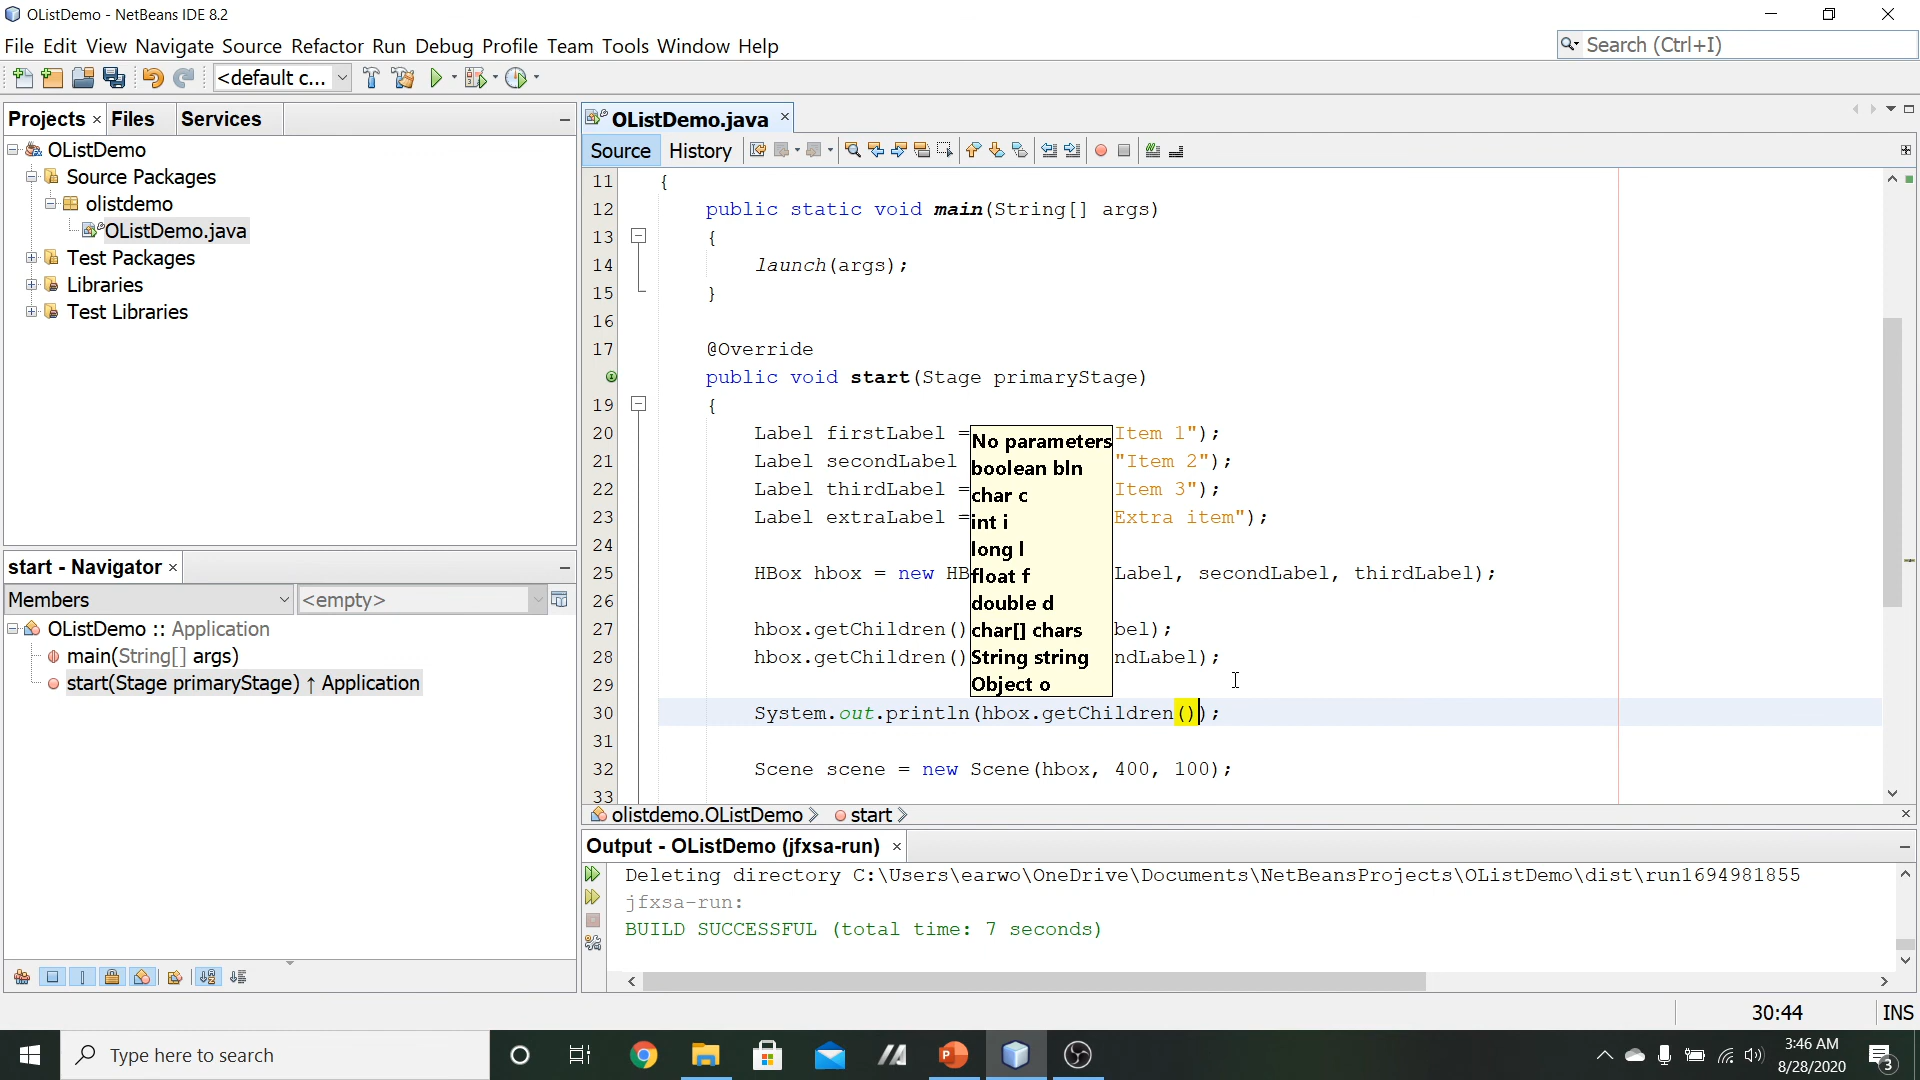 OListDemo - NetBeans IDE 8.2
File Edit View Navigate Source Refactor Run Debug Profile Team Tools Window Help
Search (Ctrl+I)
<default c...
Projects × Files Services
OListDemo.java ×
OListDemo
Source Packages
olistdemo
OListDemo.java
Test Packages
Libraries
Test Libraries
Source History
11 {
12 public static void main(String[] args)
13 {
14 launch(args);
15 }
16
17 @Override
public void start(Stage primaryStage)
19 {
20 Label firstLabel = Item 1");
21 Label secondLabel "Item 2");
22 Label thirdLabel = Item 3");
23 Label extraLabel = Extra item");
24
25 HBox hbox = new HB Label, secondLabel, thirdLabel);
26
27 hbox.getChildren() bel);
28 hbox.getChildren() ndLabel);
29
30 System.out.println(hbox.getChildren());
31
32 Scene scene = new Scene(hbox, 400, 100);
33
No parameters
boolean bln
char c
int i
long l
float f
double d
char[] chars
String string
Object o
start - Navigator ×
Members
<empty>
OListDemo :: Application
main(String[] args)
start(Stage primaryStage) ↑ Application
olistdemo.OListDemo
start
Output - OListDemo (jfxsa-run) ×
Deleting directory C:\Users\earwo\OneDrive\Documents\NetBeansProjects\OListDemo\dist\run1694981855
jfxsa-run:
BUILD SUCCESSFUL (total time: 7 seconds)
30:44
INS
Type here to search
3:46 AM
8/28/2020
3